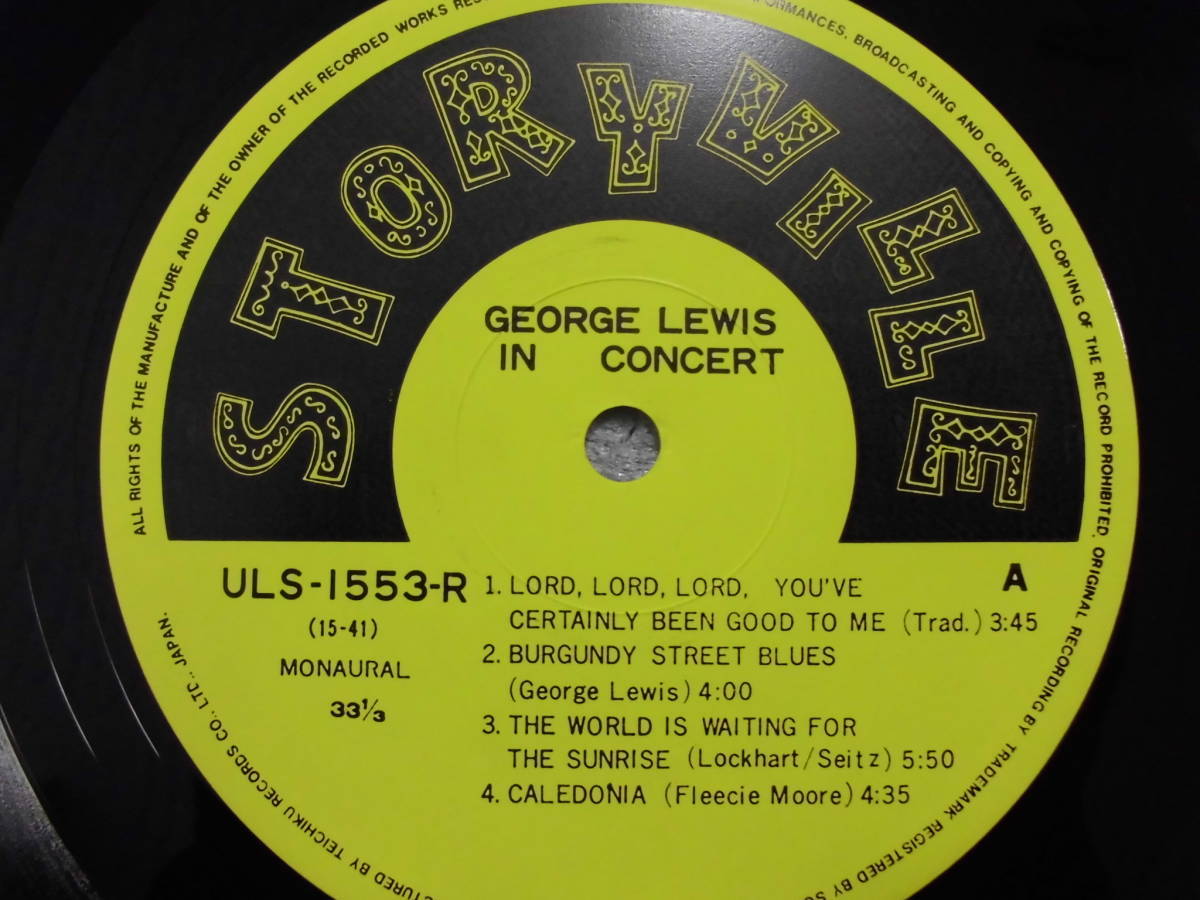 ALL RIGHTS OF THE MANUFACTURE AND OF THE OWNER OF THE RECORDED WORKS
BROADCASTING AND COPYING AND COPYING OF THE RECORD PROHIBITED. ORIGINAL RECORDING BY TRADEMARK REGISTERED BY
STORYVILLE
GEORGE LEWIS
IN CONCERT
ULS-1553-R
(15-41)
MONAURAL
33 1/3
A
1. LORD, LORD, LORD, YOU'VE
CERTAINLY BEEN GOOD TO ME (Trad.) 3:45
2. BURGUNDY STREET BLUES
(George Lewis) 4:00
3. THE WORLD IS WAITING FOR
THE SUNRISE (Lockhart/Seitz) 5:50
4. CALEDONIA (Fleecie Moore) 4:35
BY TEICHIKU RECORDS CO., LTD., JAPAN.